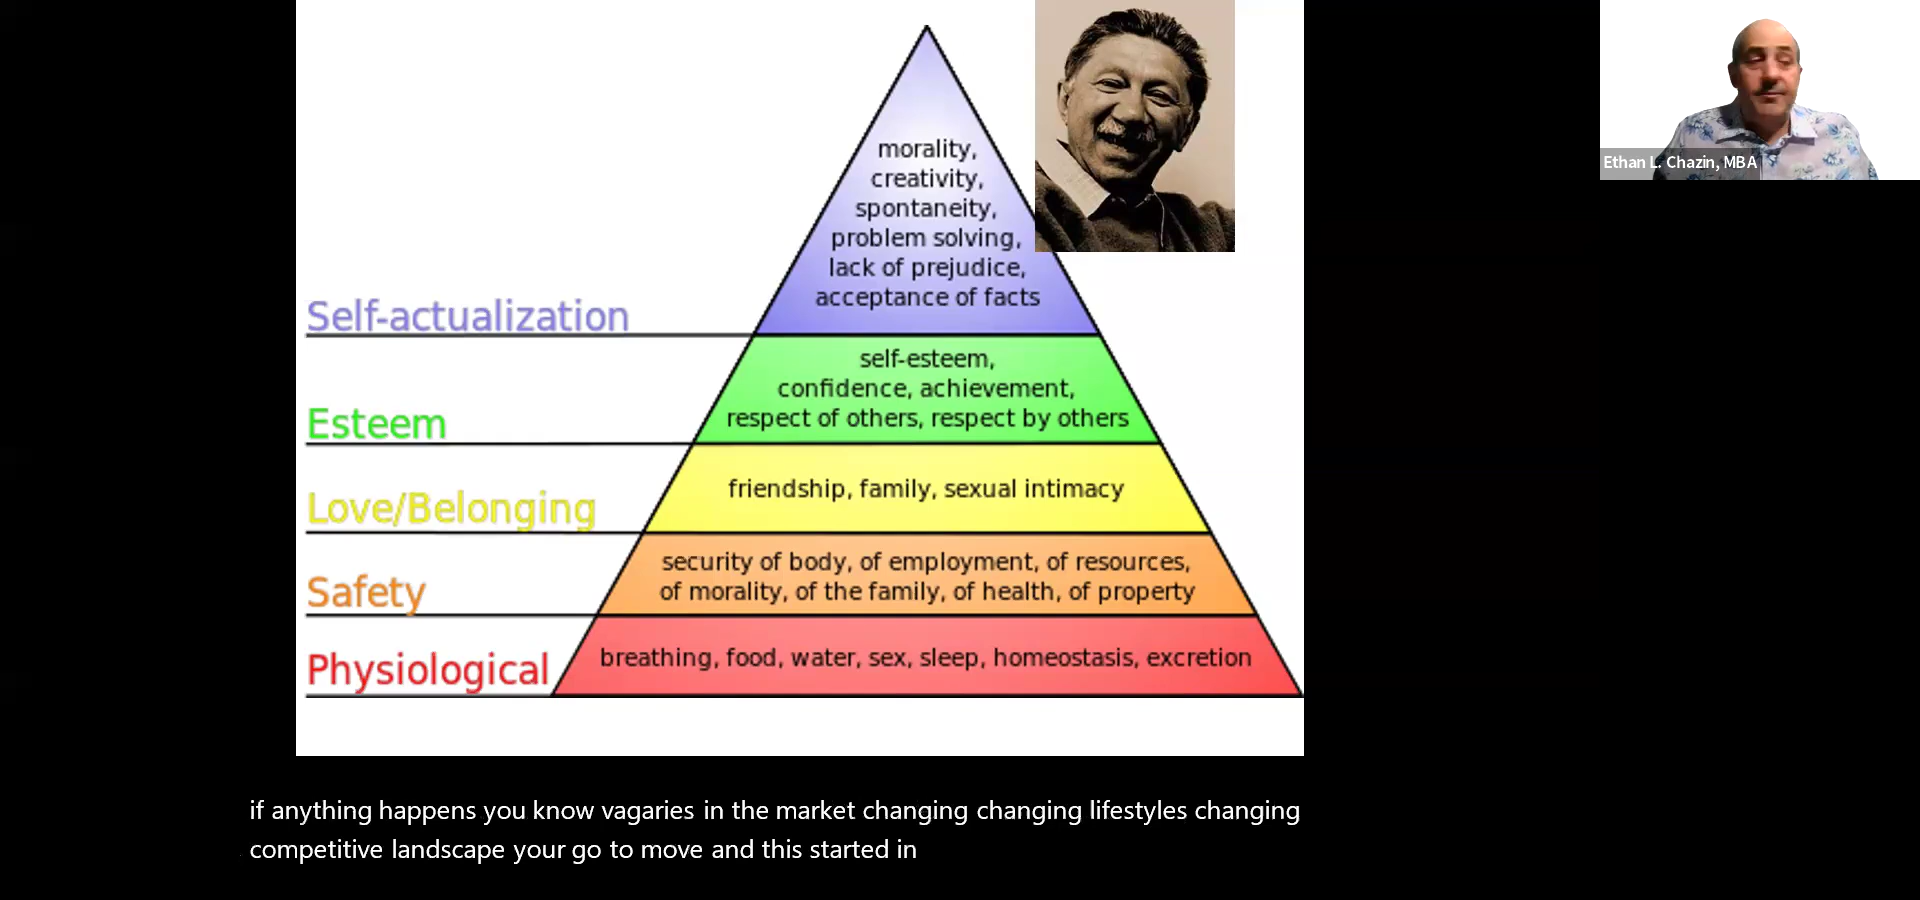 morality,
creativity,
spontaneity,
problem solving,
lack of prejudice,
acceptance of facts
Self-actualization
self-esteem,
confidence, achievement,
respect of others, respect by others
Esteem
friendship, family, sexual intimacy
Love/Belonging
security of body, of employment, of resources,
of morality, of the family, of health, of property
Safety
breathing, food, water, sex, sleep, homeostasis, excretion
Physiological
Ethan L. Chazin, MBA
if anything happens you know vagaries in the market changing changing lifestyles changing
competitive landscape your go to move and this started in